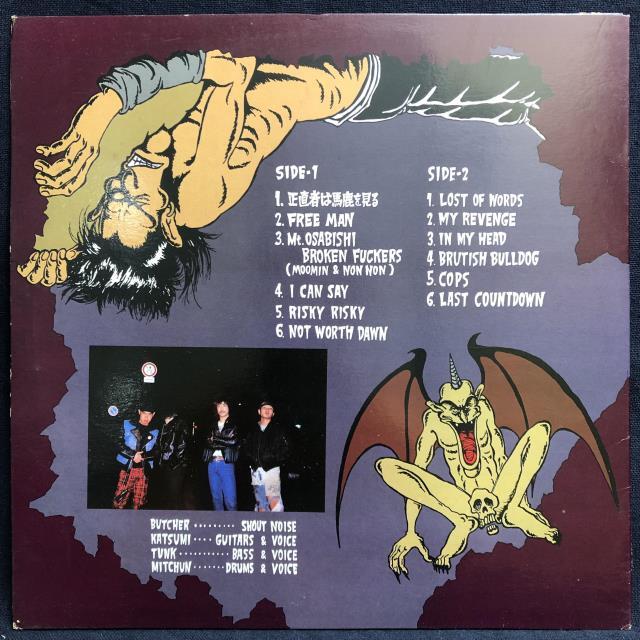 SIDE-1
1. 正直者は馬鹿を見る
2. FREE MAN
3. Mt. OSABISHI
BROKEN FUCKERS
(MOOMIN & NON NON)
4. I CAN SAY
5. RISKY RISKY
6. NOT WORTH DAWN
SIDE-2
1. LOST OF WORDS
2. MY REVENGE
3. IN MY HEAD
4. BRUTISH BULLDOG
5. COPS
6. LAST COUNTDOWN
BUTCHER ......... SHOUT NOISE
KATSUMI .... GUITARS & VOICE
TUNK ............ BASS & VOICE
MITCHUN ....... DRUMS & VOICE